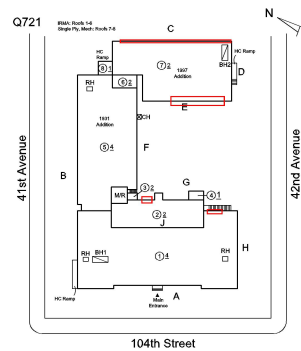 Q721
IRMA: Roofs 1-6
Single Ply, Mech: Roofs 7-8
C
N
HC
Ramp
HC Ramp
8 1
7 2
1997
Addition
BH2
D
6 2
RH
E
1931
Addition
CH
5 4
F
B
41st Avenue
42nd Avenue
M/R
3 2
G
4 1
2 2
J
H
RH
BH1
1 4
RH
HC Ramp
Main
Entrance
A
104th Street